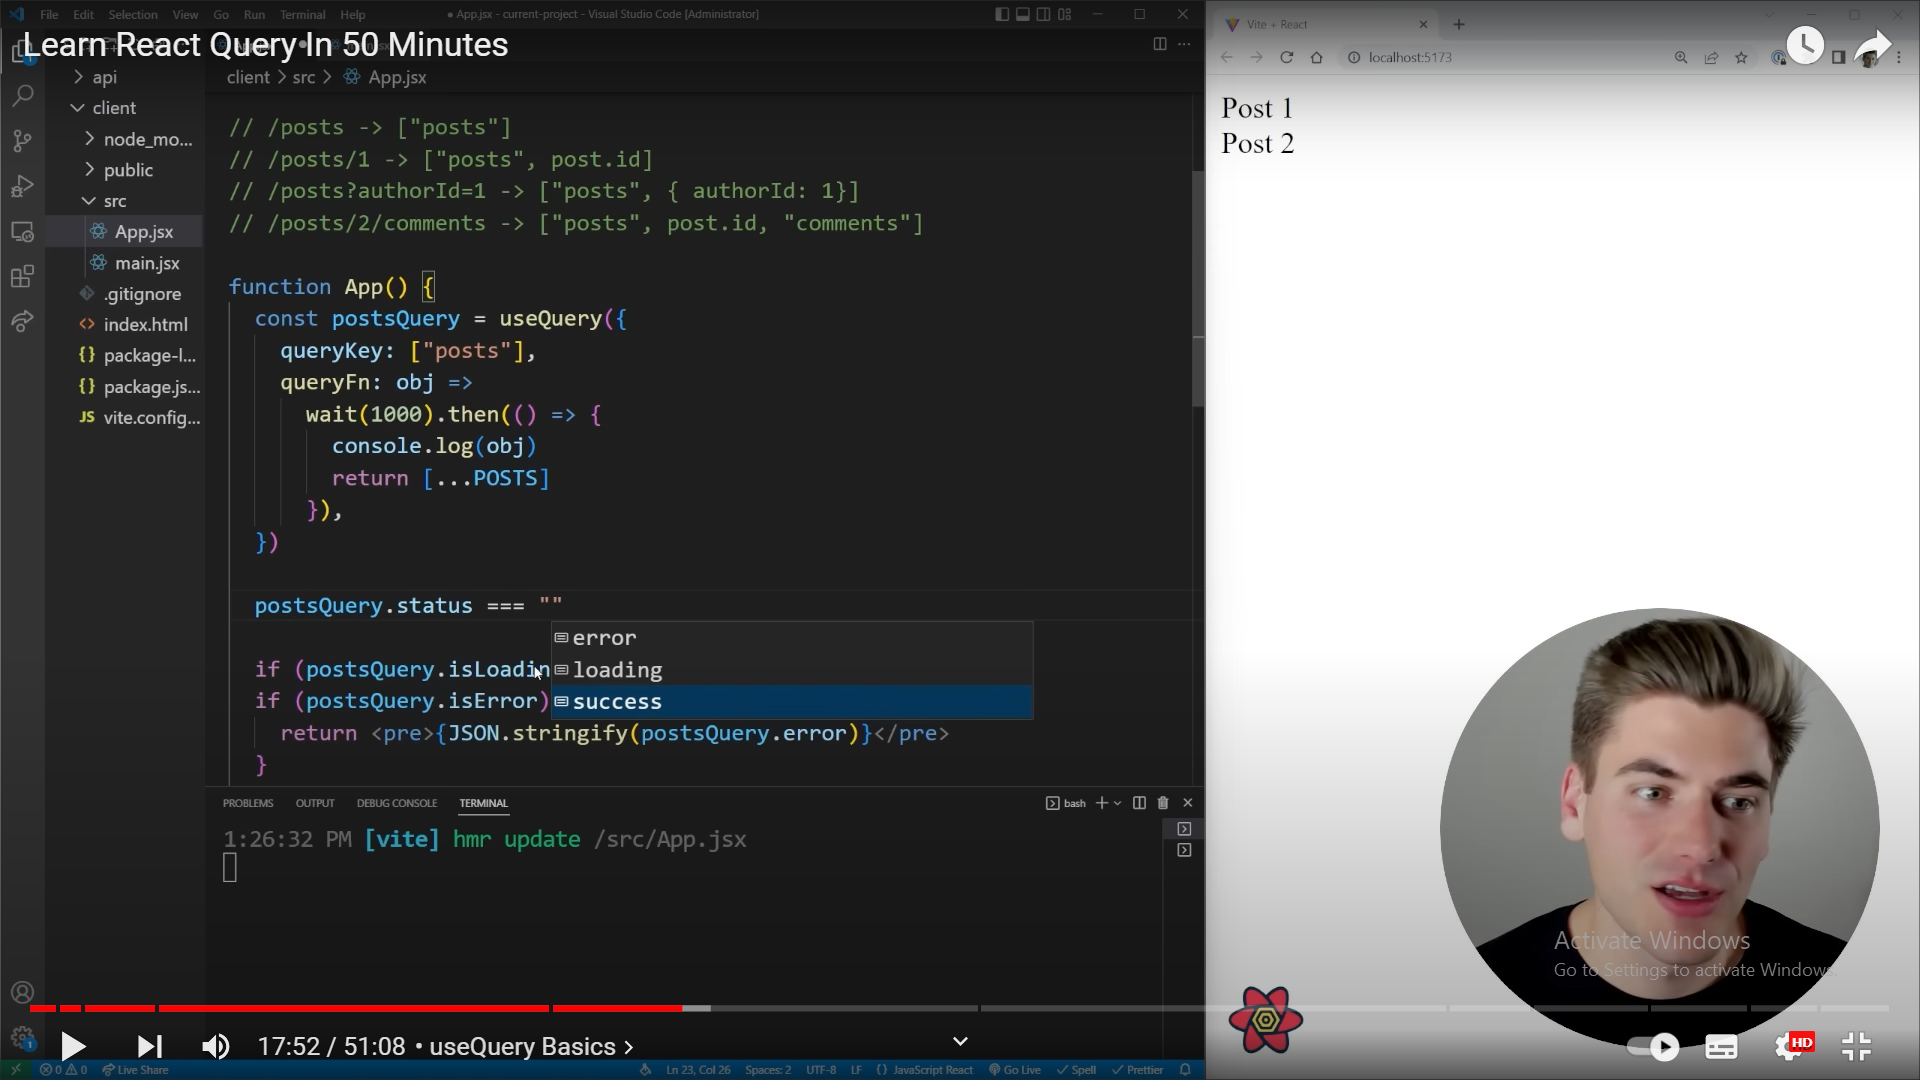 File Edit Selection View Go Run Terminal Help
● App.jsx - current-project - Visual Studio Code [Administrator]
Learn React Query In 50 Minutes
Vite + React
localhost:5173
api
client
node_mo...
public
src
App.jsx
main.jsx
.gitignore
index.html
package-l...
package.js...
vite.config...
client > src > App.jsx
// /posts -> ["posts"]
// /posts/1 -> ["posts", post.id]
// /posts?authorId=1 -> ["posts", { authorId: 1}]
// /posts/2/comments -> ["posts", post.id, "comments"]
function App() {
const postsQuery = useQuery({
queryKey: ["posts"],
queryFn: obj =>
wait(1000).then(() => {
console.log(obj)
return [...POSTS]
}),
})
postsQuery.status === ""
error
loading
success
if (postsQuery.isLoadin
if (postsQuery.isError)
return <pre>{JSON.stringify(postsQuery.error)}</pre>
}
PROBLEMS OUTPUT DEBUG CONSOLE TERMINAL
bash
1:26:32 PM [vite] hmr update /src/App.jsx
Post 1
Post 2
Activate Windows
Go to Settings to activate Windows.
17:52 / 51:08 • useQuery Basics >
HD
0 0 Live Share
Ln 23, Col 26 Spaces: 2 UTF-8 LF {} JavaScript React Go Live Spell Prettier